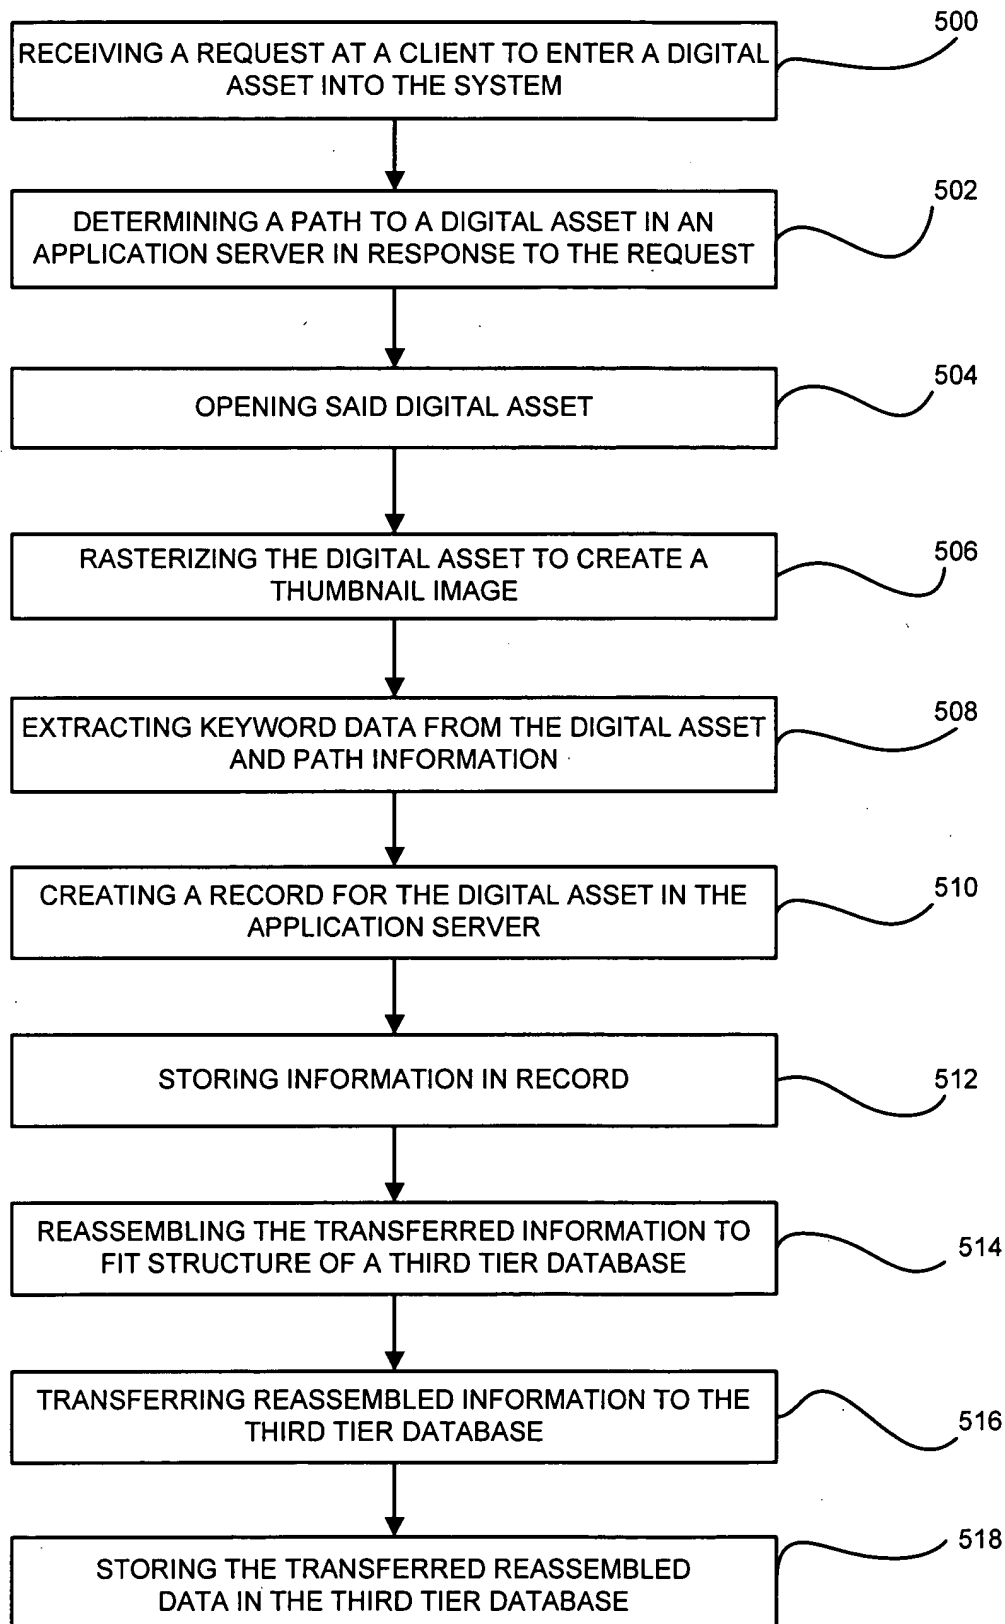 RECEIVING A REQUEST AT A CLIENT TO ENTER A DIGITAL
ASSET INTO THE SYSTEM
500
DETERMINING A PATH TO A DIGITAL ASSET IN AN
APPLICATION SERVER IN RESPONSE TO THE REQUEST
502
OPENING SAID DIGITAL ASSET
504
RASTERIZING THE DIGITAL ASSET TO CREATE A
THUMBNAIL IMAGE
506
EXTRACTING KEYWORD DATA FROM THE DIGITAL ASSET
AND PATH INFORMATION
508
CREATING A RECORD FOR THE DIGITAL ASSET IN THE
APPLICATION SERVER
510
STORING INFORMATION IN RECORD
512
REASSEMBLING THE TRANSFERRED INFORMATION TO
FIT STRUCTURE OF A THIRD TIER DATABASE
514
TRANSFERRING REASSEMBLED INFORMATION TO THE
THIRD TIER DATABASE
516
STORING THE TRANSFERRED REASSEMBLED
DATA IN THE THIRD TIER DATABASE
518